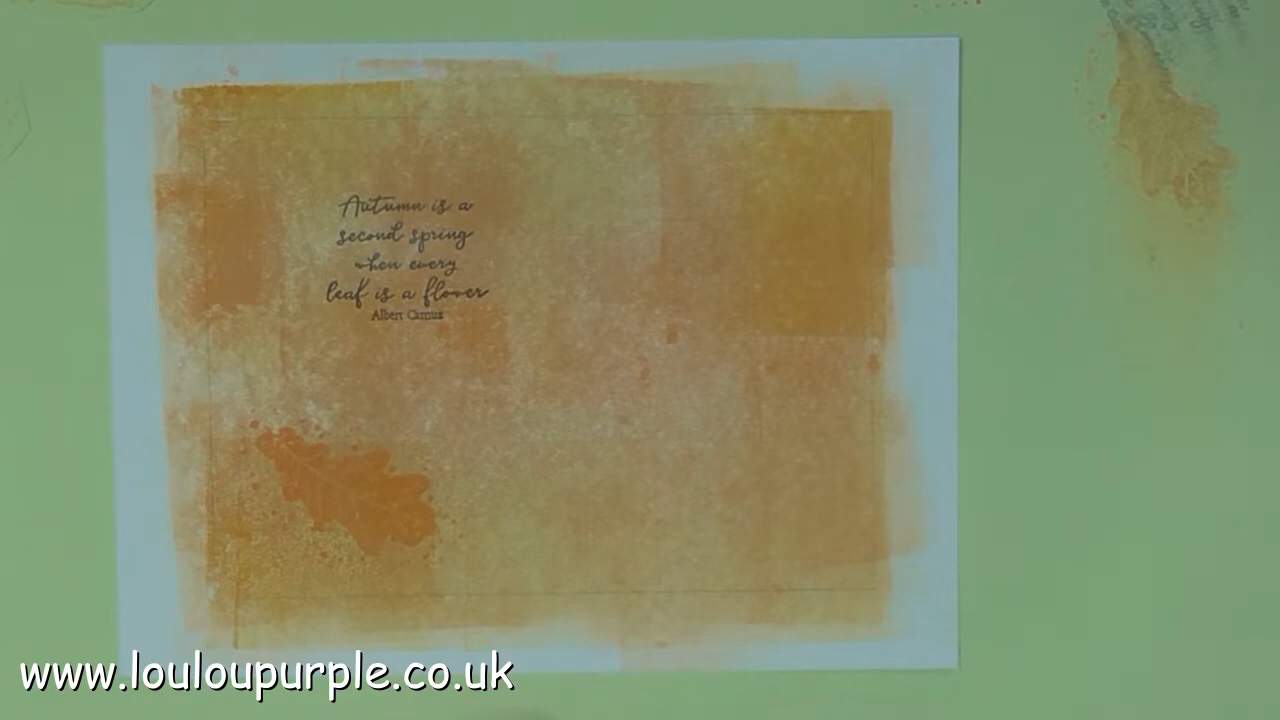 Autumn is a
second spring
when every
leaf is a flower
Albert Camus
www.louloupurple.co.uk